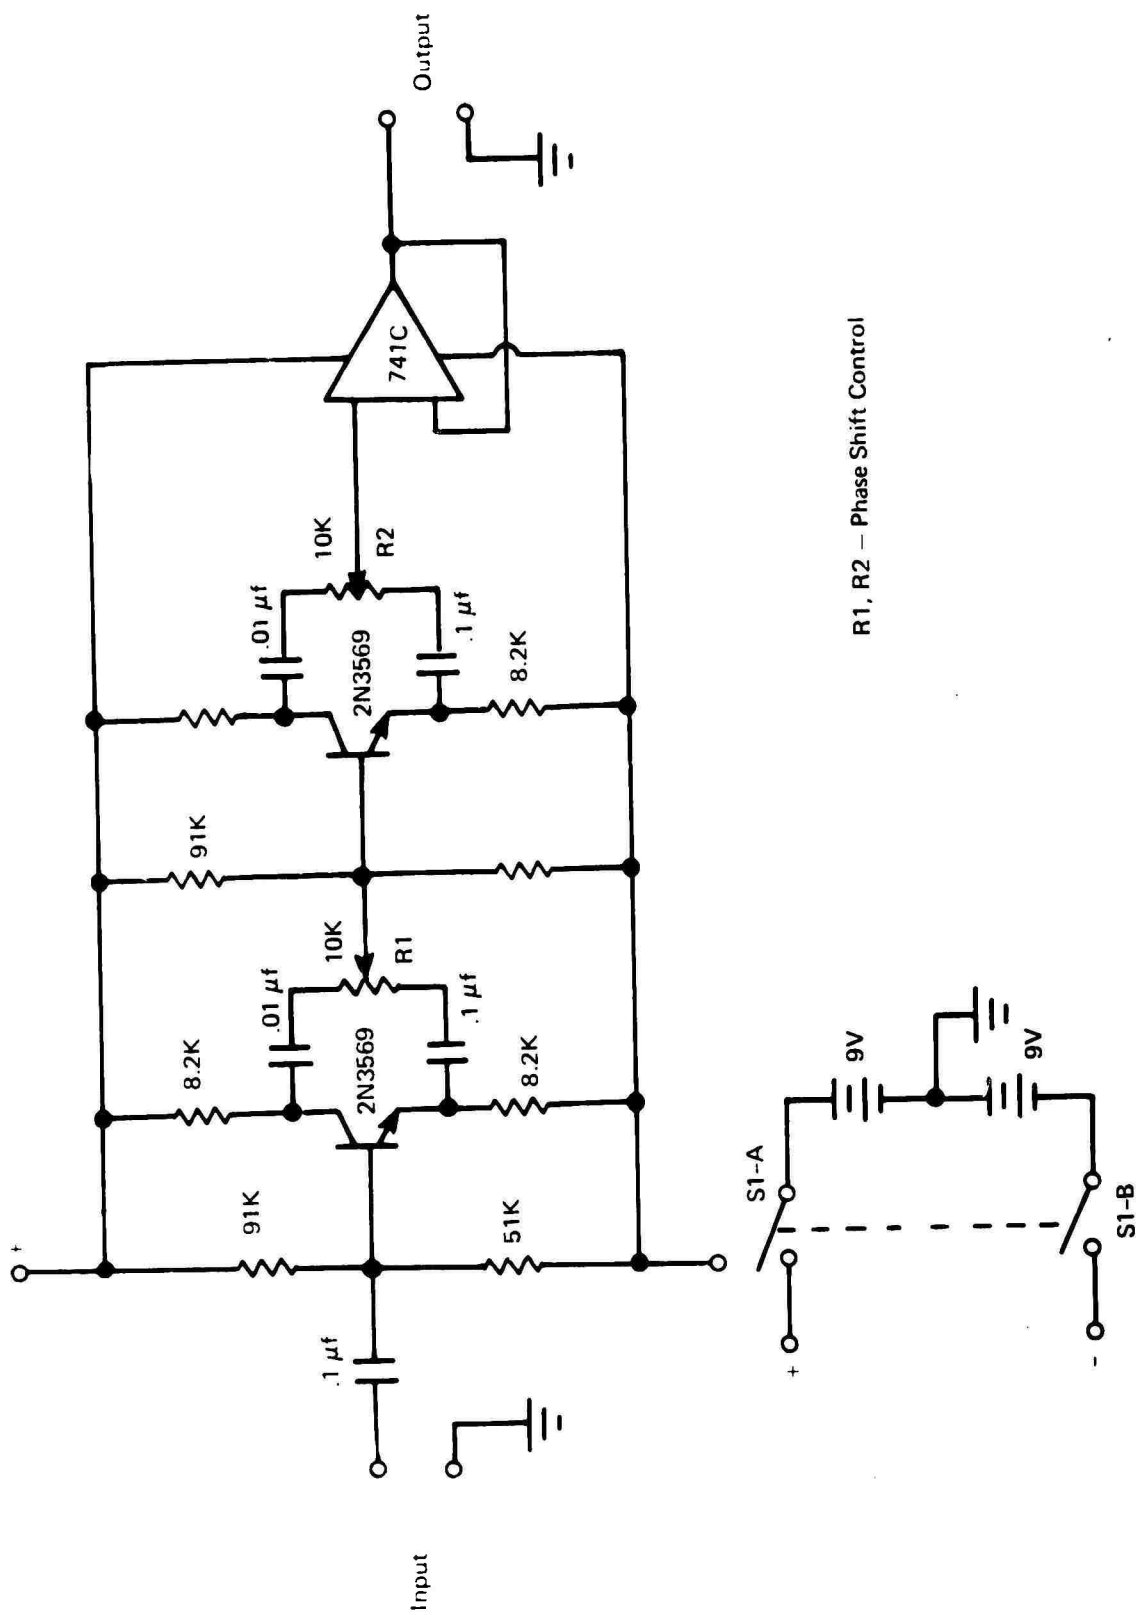 Input
.1 µf
+
91K
51K
8.2K
.01 µf
2N3569
.1 µf
8.2K
10K
R1
91K
.01 µf
2N3569
.1 µf
8.2K
10K
R2
741C
Output
+
-
S1-A
S1-B
9V
9V
R1, R2 — Phase Shift Control